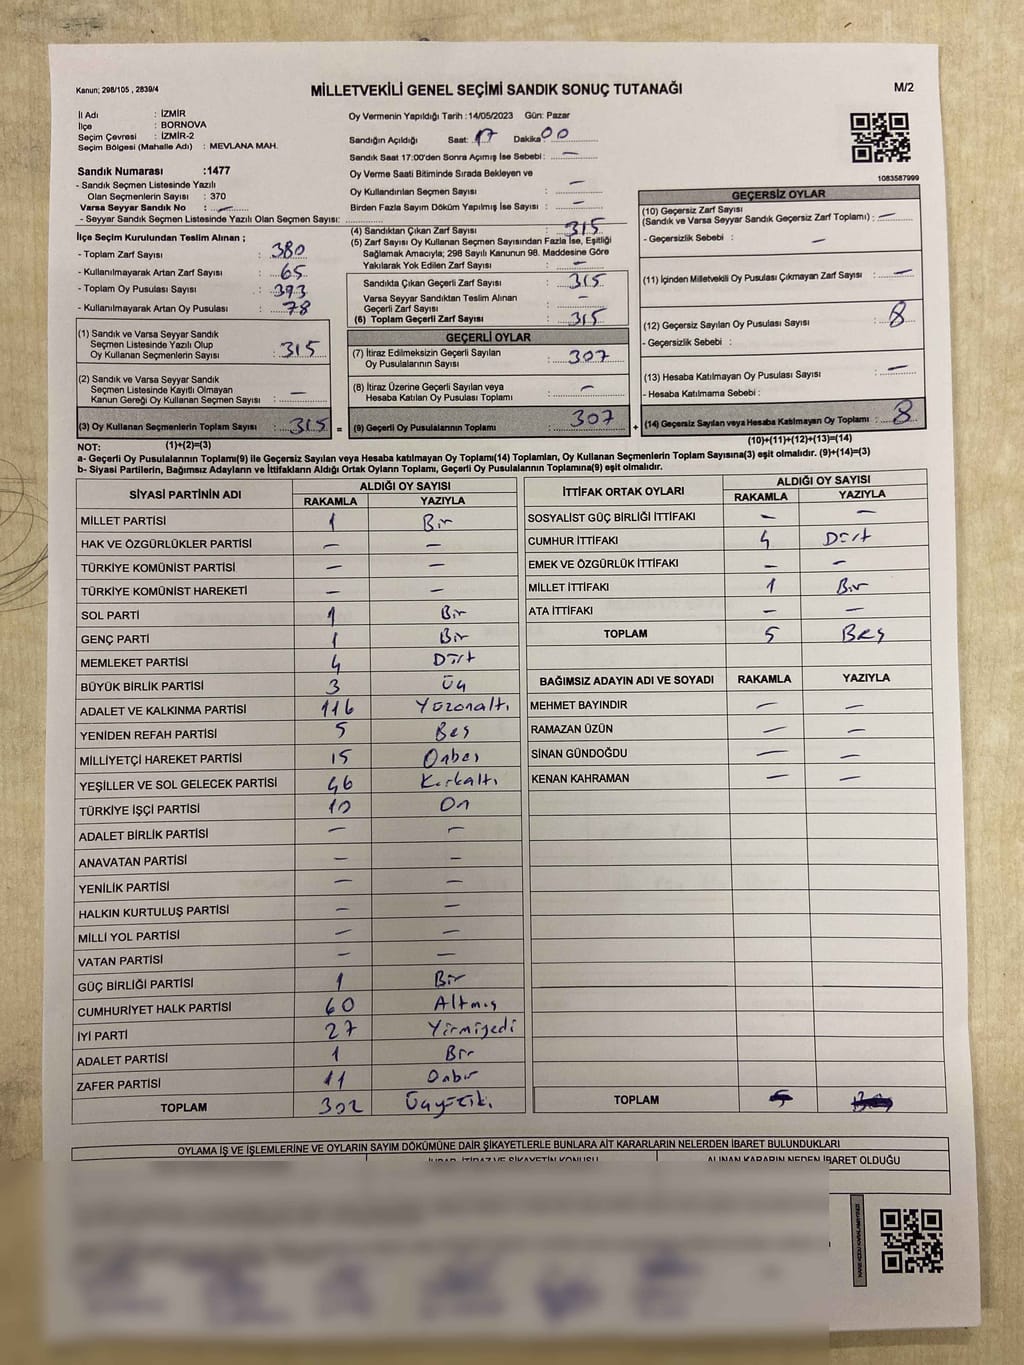 Kanun; 298/105 , 2839/4
MİLLETVEKİLİ GENEL SEÇİMİ SANDIK SONUÇ TUTANAĞI
M/2
İl Adı : İZMİR
İlçe : BORNOVA
Seçim Çevresi : İZMİR-2
Seçim Bölgesi (Mahalle Adı) : MEVLANA MAH.
Sandık Numarası :1477
- Sandık Seçmen Listesinde Yazılı
Olan Seçmenlerin Sayısı : 370
Varsa Seyyar Sandık No : —
- Seyyar Sandık Seçmen Listesinde Yazılı Olan Seçmen Sayısı:
Oy Vermenin Yapıldığı Tarih :14/05/2023 Gün: Pazar
Sandığın Açıldığı Saat: 17 Dakika 00
Sandık Saat 17:00'den Sonra Açımış İse Sebebi : —
Oy Verme Saati Bitiminde Sırada Bekleyen ve
Oy Kullandırılan Seçmen Sayısı : —
Birden Fazla Sayım Döküm Yapılmış İse Sayısı : —
1083587999
İlçe Seçim Kurulundan Teslim Alınan ;
- Toplam Zarf Sayısı : 380
- Kullanılmayarak Artan Zarf Sayısı : 65
- Toplam Oy Pusulası Sayısı : 393
- Kullanılmayarak Artan Oy Pusulası : 78
(1) Sandık ve Varsa Seyyar Sandık
Seçmen Listesinde Yazılı Olup
Oy Kullanan Seçmenlerin Sayısı : 315
(2) Sandık ve Varsa Seyyar Sandık
Seçmen Listesinde Kayıtlı Olmayan
Kanun Gereği Oy Kullanan Seçmen Sayısı : —
(3) Oy Kullanan Seçmenlerin Toplam Sayısı : 315 =
(4) Sandıktan Çıkan Zarf Sayısı : 315
(5) Zarf Sayısı Oy Kullanan Seçmen Sayısından Fazla İse, Eşitliği
Sağlamak Amacıyla; 298 Sayılı Kanunun 98. Maddesine Göre
Yakılarak Yok Edilen Zarf Sayısı : —
Sandıkta Çıkan Geçerli Zarf Sayısı : 315
Varsa Seyyar Sandıktan Teslim Alınan
Geçerli Zarf Sayısı : —
(6) Toplam Geçerli Zarf Sayısı : 315
GEÇERLİ OYLAR
(7) İtiraz Edilmeksizin Geçerli Sayılan
Oy Pusulalarının Sayısı : 307
(8) İtiraz Üzerine Geçerli Sayılan veya
Hesaba Katılan Oy Pusulası Toplamı : —
(9) Geçerli Oy Pusulalarının Toplamı : 307 +
GEÇERSİZ OYLAR
(10) Geçersiz Zarf Sayısı
(Sandık ve Varsa Seyyar Sandık Geçersiz Zarf Toplamı) : —
- Geçersizlik Sebebi : —
(11) İçinden Milletvekili Oy Pusulası Çıkmayan Zarf Sayısı : —
(12) Geçersiz Sayılan Oy Pusulası Sayısı : 8
- Geçersizlik Sebebi :
(13) Hesaba Katılmayan Oy Pusulası Sayısı : —
- Hesaba Katılmama Sebebi :
(14) Geçersiz Sayılan veya Hesaba Katılmayan Oy Toplamı : 8
NOT: (1)+(2)=(3)
(10)+(11)+(12)+(13)=(14)
a- Geçerli Oy Pusulalarının Toplamı(9) ile Geçersiz Sayılan veya Hesaba katılmayan Oy Toplamı(14) Toplamları, Oy Kullanan Seçmenlerin Toplam Sayısına(3) eşit olmalıdır. (9)+(14)=(3)
b- Siyasi Partilerin, Bağımsız Adayların ve İttifakların Aldığı Ortak Oyların Toplamı, Geçerli Oy Pusulalarının Toplamına(9) eşit olmalıdır.
SİYASİ PARTİNİN ADI ALDIĞI OY SAYISI
RAKAMLA YAZIYLA
MİLLET PARTİSİ 1 Bir
HAK VE ÖZGÜRLÜKLER PARTİSİ — —
TÜRKİYE KOMÜNİST PARTİSİ — —
TÜRKİYE KOMÜNİST HAREKETİ — —
SOL PARTİ 1 Bir
GENÇ PARTİ 1 Bir
MEMLEKET PARTİSİ 4 Dört
BÜYÜK BİRLİK PARTİSİ 3 Üç
ADALET VE KALKINMA PARTİSİ 116 Yüzonaltı
YENİDEN REFAH PARTİSİ 5 Beş
MİLLİYETÇİ HAREKET PARTİSİ 15 Onbeş
YEŞİLLER VE SOL GELECEK PARTİSİ 46 Kırkaltı
TÜRKİYE İŞÇİ PARTİSİ 10 On
ADALET BİRLİK PARTİSİ — —
ANAVATAN PARTİSİ — —
YENİLİK PARTİSİ — —
HALKIN KURTULUŞ PARTİSİ — —
MİLLİ YOL PARTİSİ — —
VATAN PARTİSİ — —
GÜÇ BİRLİĞİ PARTİSİ 1 Bir
CUMHURİYET HALK PARTİSİ 60 Altmış
İYİ PARTİ 27 Yirmiyedi
ADALET PARTİSİ 1 Bir
ZAFER PARTİSİ 11 Onbir
TOPLAM 302 Üçyüziki
İTTİFAK ORTAK OYLARI ALDIĞI OY SAYISI
RAKAMLA YAZIYLA
SOSYALİST GÜÇ BİRLİĞİ İTTİFAKI — —
CUMHUR İTTİFAKI 4 Dört
EMEK VE ÖZGÜRLÜK İTTİFAKI — —
MİLLET İTTİFAKI 1 Bir
ATA İTTİFAKI — —
TOPLAM 5 Beş
BAĞIMSIZ ADAYIN ADI VE SOYADI RAKAMLA YAZIYLA
MEHMET BAYINDIR — —
RAMAZAN ÜZÜN — —
SİNAN GÜNDOĞDU — —
KENAN KAHRAMAN — —
TOPLAM
OYLAMA İŞ VE İŞLEMLERİNE VE OYLARIN SAYIM DÖKÜMÜNE DAİR ŞİKAYETLERLE BUNLARA AİT KARARLARIN NELERDEN İBARET BULUNDUKLARI
İHBAR, İTİRAZ VE ŞİKAYETİN KONUSU
ALINAN KARARIN NEDEN İBARET OLDUĞU